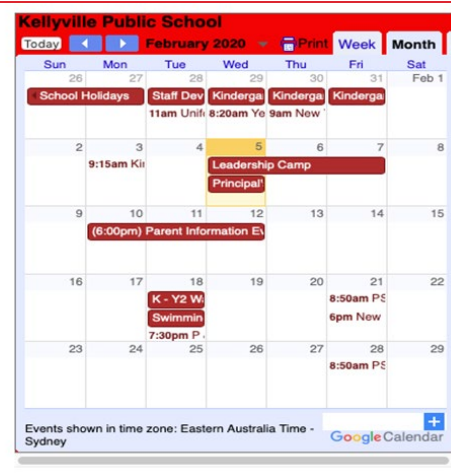 Kellyville Public School
Today February 2020 Print Week Month
Sun Mon Tue Wed Thu Fri Sat
26 27 28 29 30 31 Feb 1
School Holidays Staff Dev Kinderga Kinderga Kinderga
11am Unif 8:20am Ye 9am New
2 3 4 5 6 7 8
9:15am Kin Leadership Camp
Principal'
9 10 11 12 13 14 15
(6:00pm) Parent Information Ev
16 17 18 19 20 21 22
K - Y2 W 8:50am PS
Swimmin 6pm New
7:30pm P
23 24 25 26 27 28 29
8:50am PS
Events shown in time zone: Eastern Australia Time -
Sydney
Google Calendar